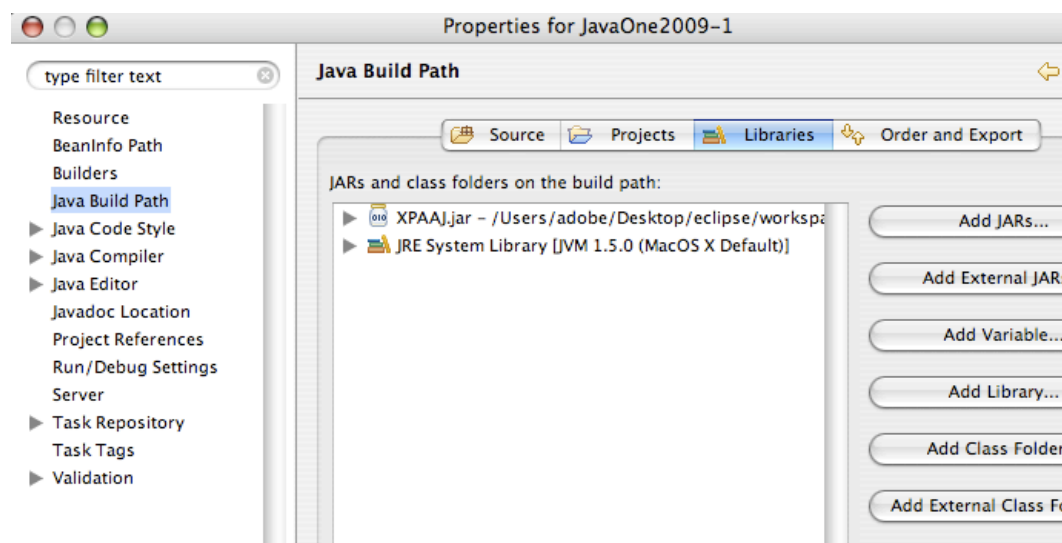 Properties for JavaOne2009-1
type filter text
Resource
BeanInfo Path
Builders
Java Build Path
Java Code Style
Java Compiler
Java Editor
Javadoc Location
Project References
Run/Debug Settings
Server
Task Repository
Task Tags
Validation
Java Build Path
Source Projects Libraries Order and Export
JARs and class folders on the build path:
XPAAJ.jar – /Users/adobe/Desktop/eclipse/workspa
JRE System Library [JVM 1.5.0 (MacOS X Default)]
Add JARs...
Add External JAR
Add Variable...
Add Library...
Add Class Folder
Add External Class Fo